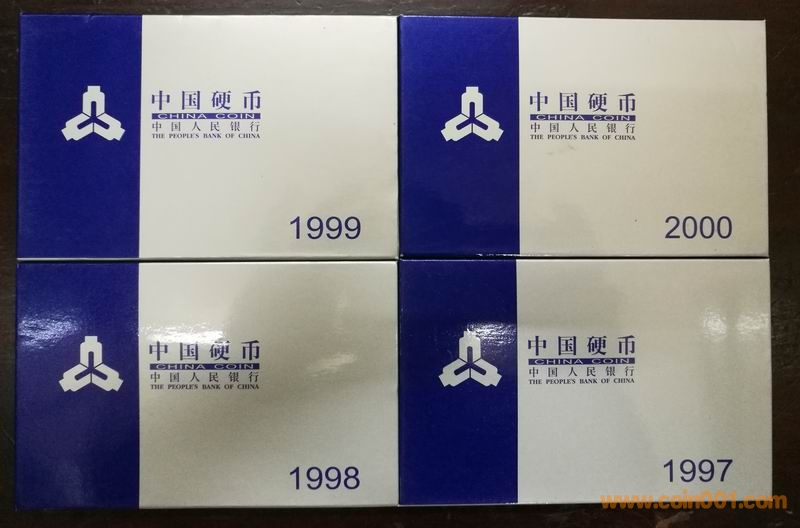 中国硬币
CHINA COIN
中国人民银行
THE PEOPLE'S BANK OF CHINA
1999
中国硬币
CHINA COIN
中国人民银行
THE PEOPLE'S BANK OF CHINA
2000
中国硬币
CHINA COIN
中国人民银行
THE PEOPLE'S BANK OF CHINA
1998
中国硬币
CHINA COIN
中国人民银行
THE PEOPLE'S BANK OF CHINA
1997
www.coin001.com